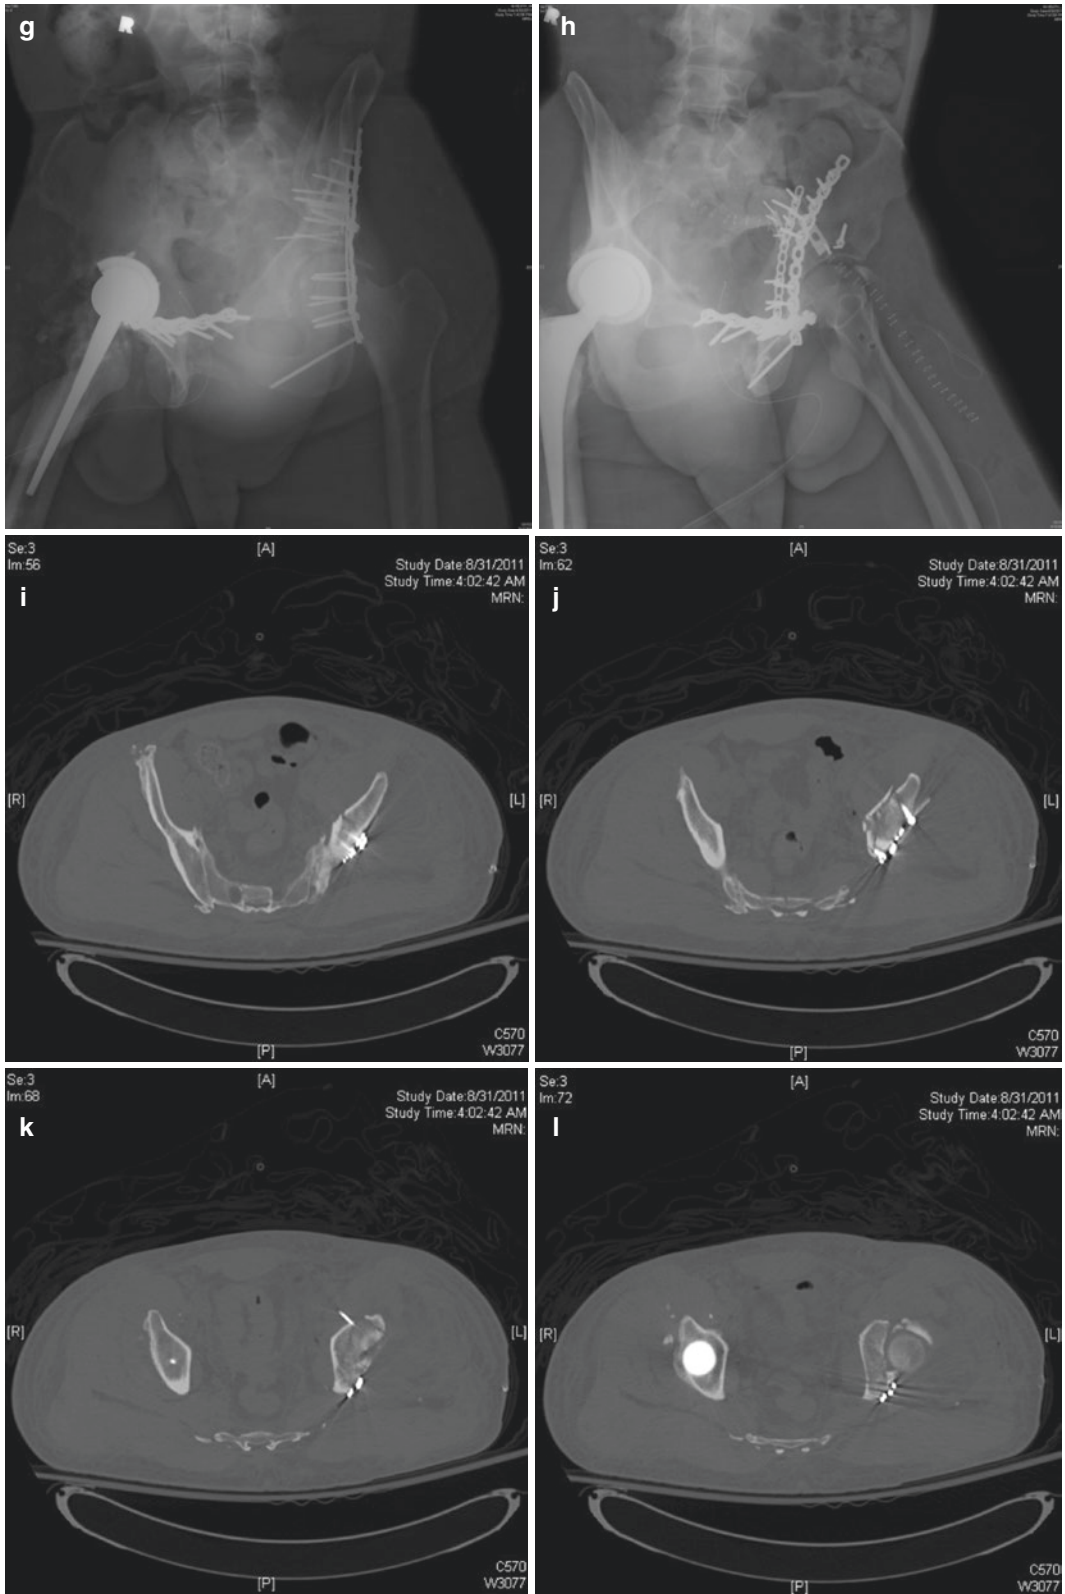 g
R
h
Se:3
Im:56
[A]
Study Date:8/31/2011
Study Time:4:02:42 AM
MRN:
i
[R]
[L]
C570
W3077
[P]
Se:3
Im:62
[A]
Study Date:8/31/2011
Study Time:4:02:42 AM
MRN:
j
[R]
[L]
C570
W3077
[P]
Se:3
Im:68
[A]
Study Date:8/31/2011
Study Time:4:02:42 AM
MRN:
k
[R]
[L]
C570
W3077
[P]
Se:3
Im:72
[A]
Study Date:8/31/2011
Study Time:4:02:42 AM
MRN:
l
[R]
[L]
C570
W3077
[P]